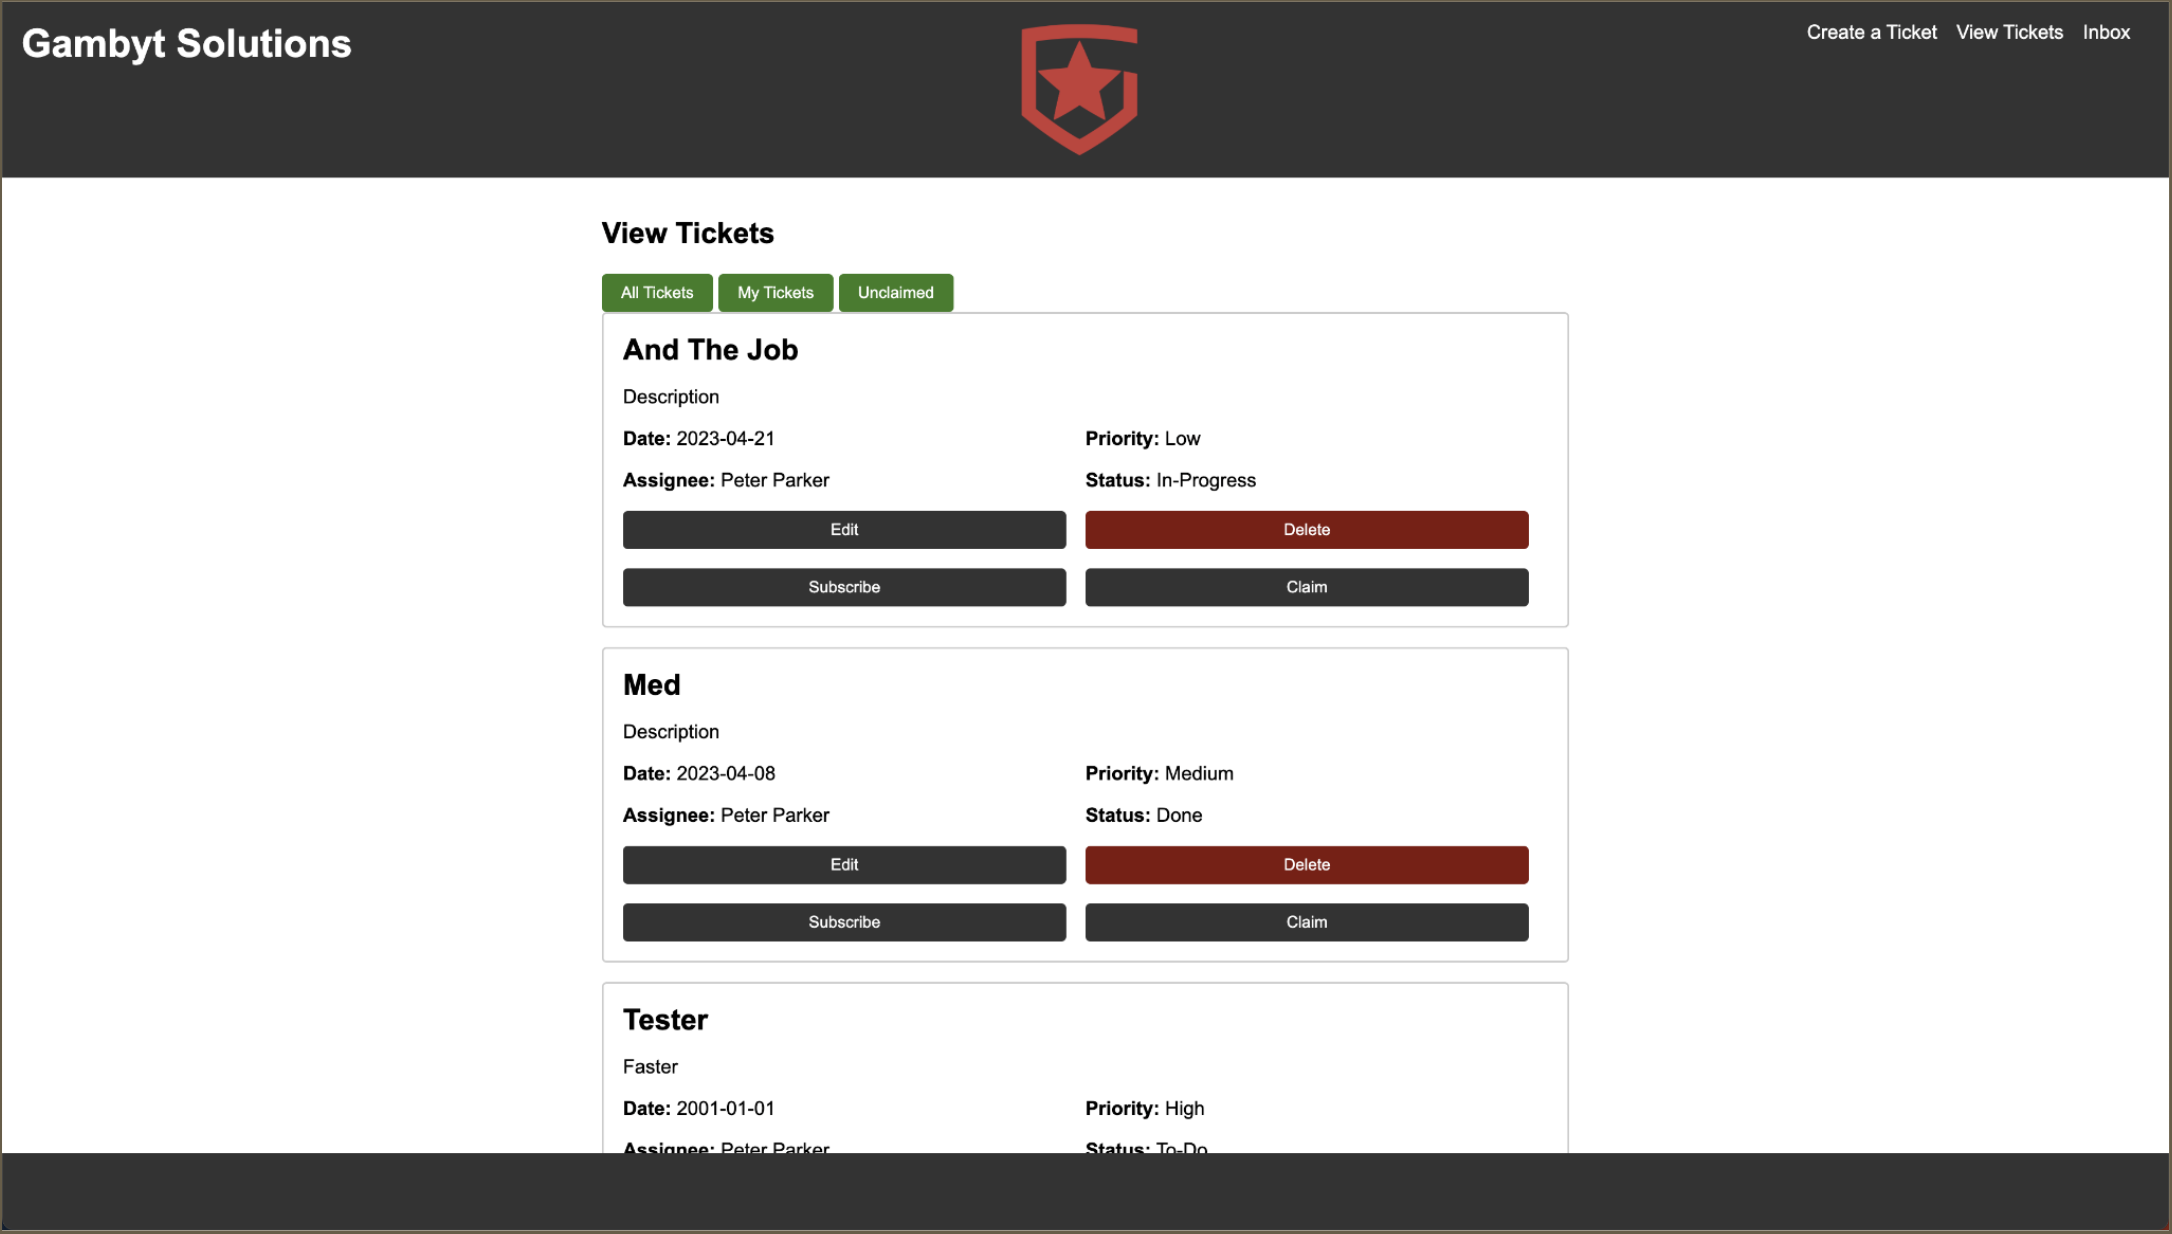 Gambyt Solutions
Create a Ticket View Tickets Inbox
View Tickets
All Tickets My Tickets Unclaimed
And The Job
Description
Date: 2023-04-21 Priority: Low
Assignee: Peter Parker Status: In-Progress
Edit Delete
Subscribe Claim
Med
Description
Date: 2023-04-08 Priority: Medium
Assignee: Peter Parker Status: Done
Edit Delete
Subscribe Claim
Tester
Faster
Date: 2001-01-01 Priority: High
Assignee: Peter Parker Status: To-Do